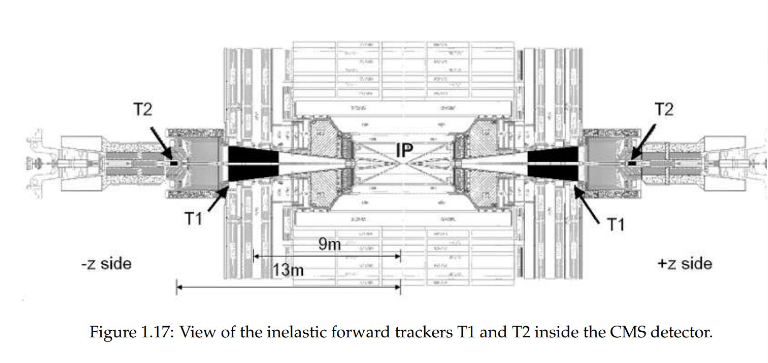 T2
T2
IP
T1
T1
9m
-z side
+z side
13m
Figure 1.17: View of the inelastic forward trackers T1 and T2 inside the CMS detector.